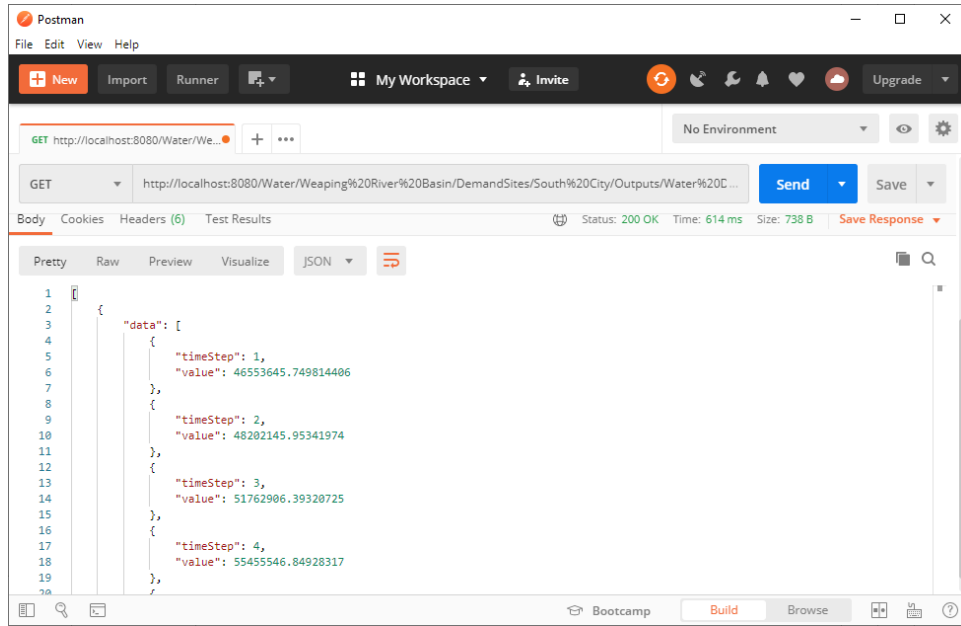 Postman
File Edit View Help
New Import Runner My Workspace Invite Upgrade
GET http://localhost:8080/Water/We... No Environment
GET http://localhost:8080/Water/Weaping%20River%20Basin/DemandSites/South%20City/Outputs/Water%20D... Send Save
Body Cookies Headers (6) Test Results Status: 200 OK Time: 614 ms Size: 738 B Save Response
Pretty Raw Preview Visualize JSON
1 [
2 {
3 "data": [
4 {
5 "timeStep": 1,
6 "value": 46553645.749814406
7 },
8 {
9 "timeStep": 2,
10 "value": 48202145.95341974
11 },
12 {
13 "timeStep": 3,
14 "value": 51762906.39320725
15 },
16 {
17 "timeStep": 4,
18 "value": 55455546.84928317
19 },
20 {
Bootcamp Build Browse